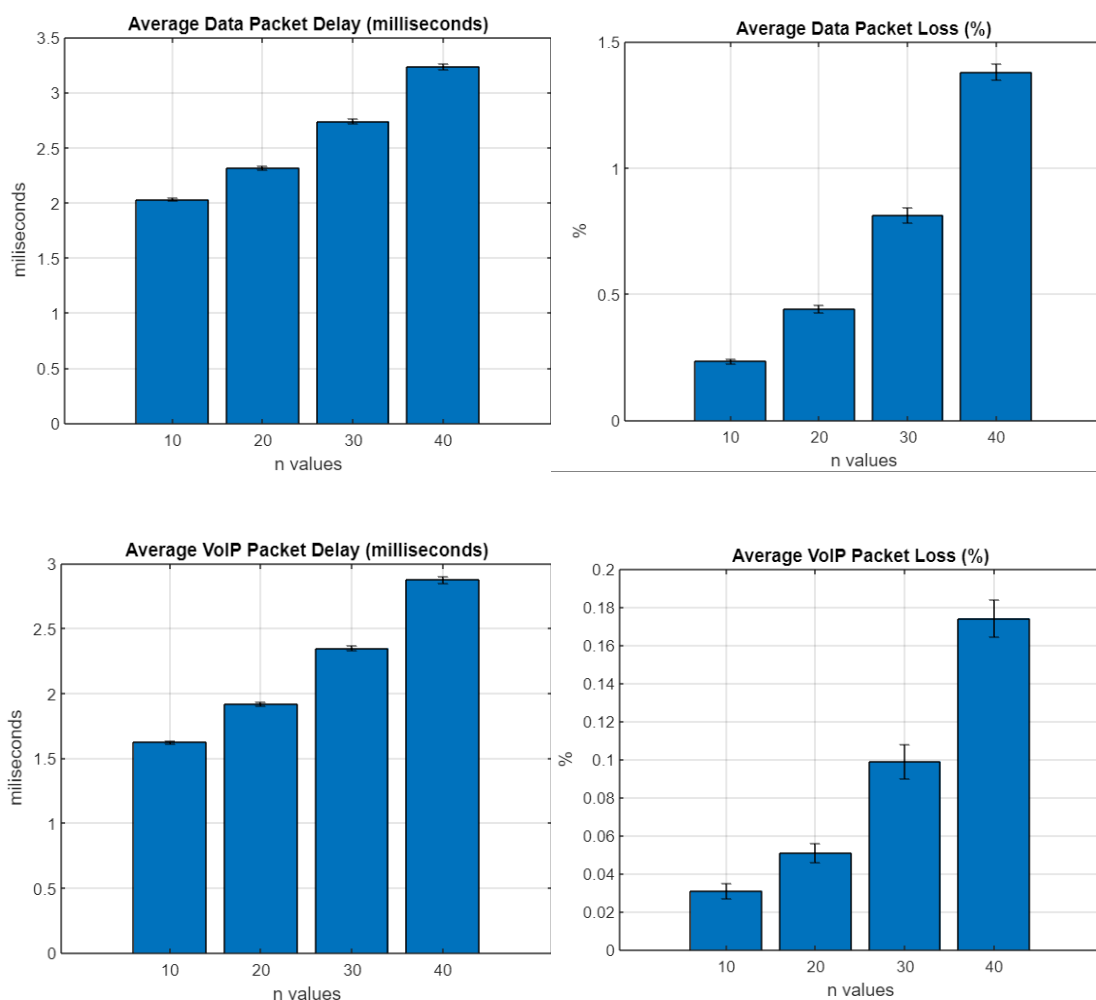 Average Data Packet Delay (milliseconds)
3.5
3
2.5
2
1.5
1
0.5
0
miliseconds
10 20 30 40
n values
Average Data Packet Loss (%)
1.5
1
0.5
0
%
10 20 30 40
n values
Average VoIP Packet Delay (milliseconds)
3
2.5
2
1.5
1
0.5
0
miliseconds
10 20 30 40
n values
Average VoIP Packet Loss (%)
0.2
0.18
0.16
0.14
0.12
0.1
0.08
0.06
0.04
0.02
0
%
10 20 30 40
n values